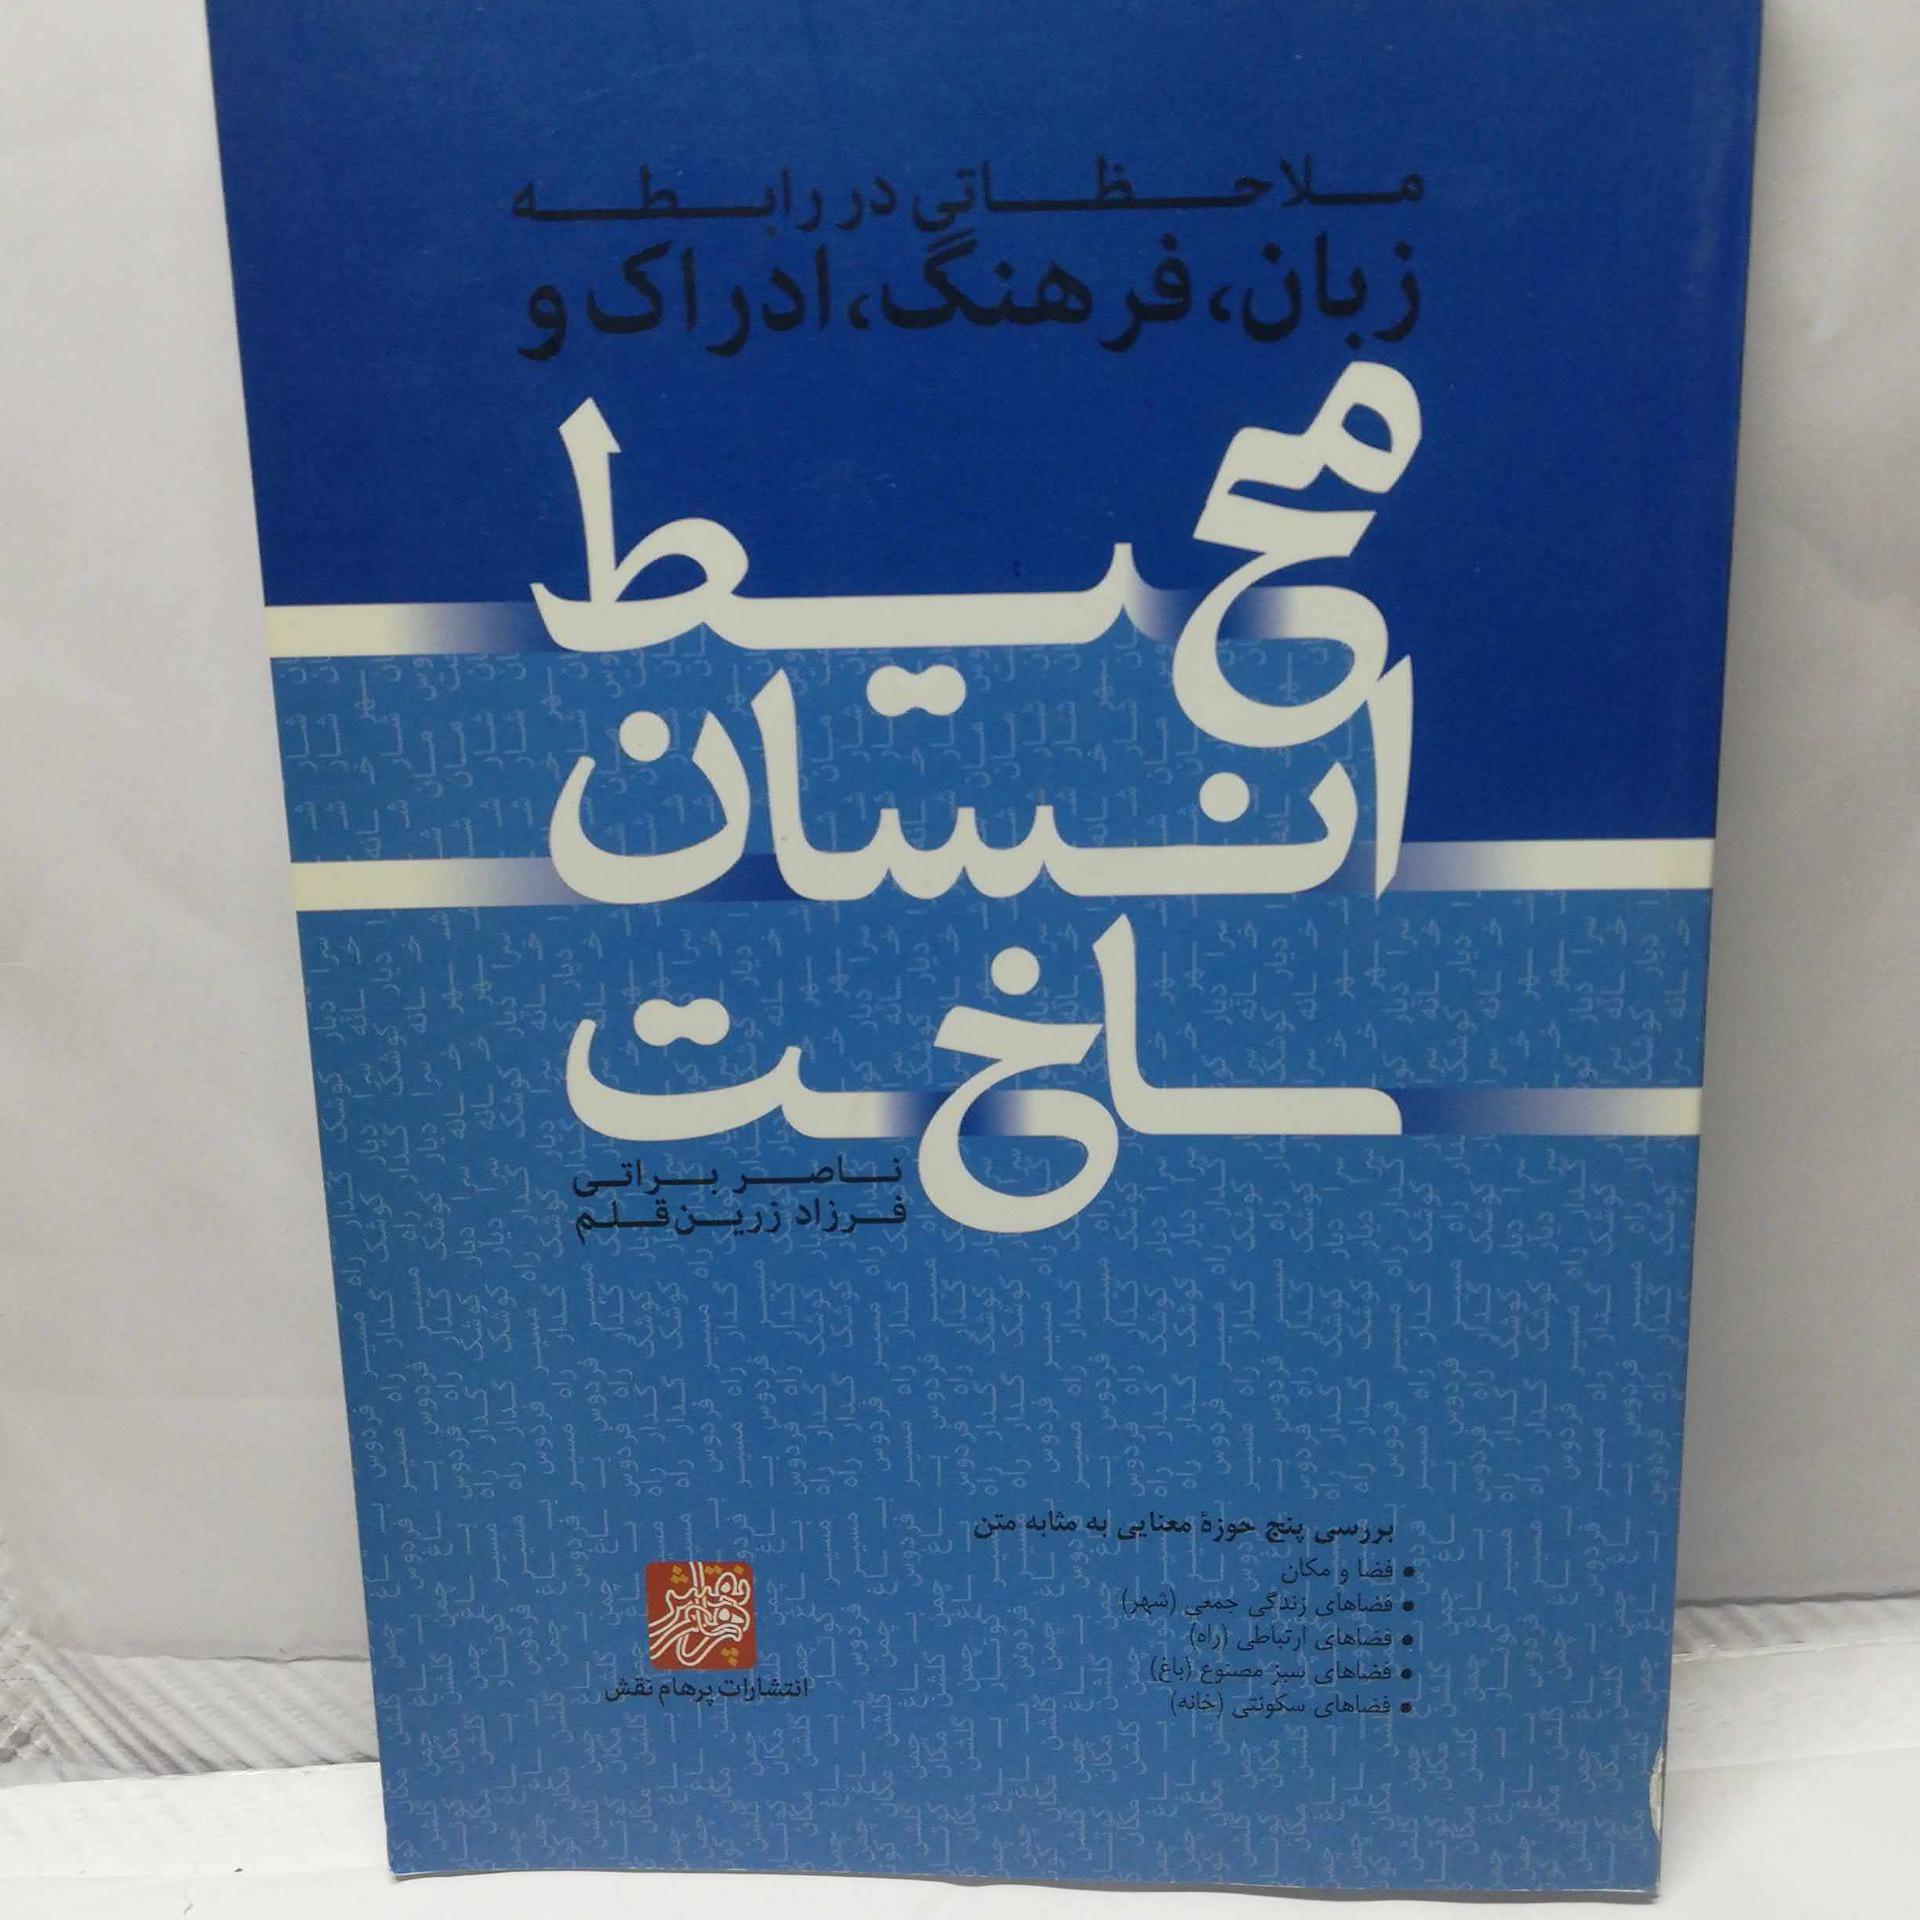 ملاحظاتی در رابطه
زبان، فرهنگ، ادراک و
محیط
انسان
ساخت
ناصر براتی
فرزاد زرین‌قلم
بررسی پنج حوزهٔ معنایی به مثابه متن
• فضا و مکان
• فضاهای زندگی جمعی (شهر)
• فضاهای ارتباطی (راه)
• فضاهای سبز مصنوع (باغ)
• فضاهای سکونتی (خانه)
انتشارات پرهام نقش